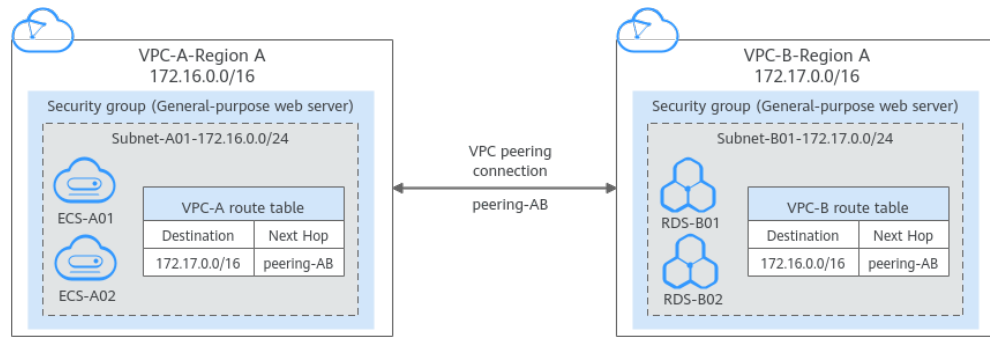 VPC-A-Region A
172.16.0.0/16
Security group (General-purpose web server)
Subnet-A01-172.16.0.0/24
ECS-A01
ECS-A02
VPC-A route table
Destination Next Hop
172.17.0.0/16 peering-AB
VPC peering
connection
peering-AB
VPC-B-Region A
172.17.0.0/16
Security group (General-purpose web server)
Subnet-B01-172.17.0.0/24
RDS-B01
RDS-B02
VPC-B route table
Destination Next Hop
172.16.0.0/16 peering-AB